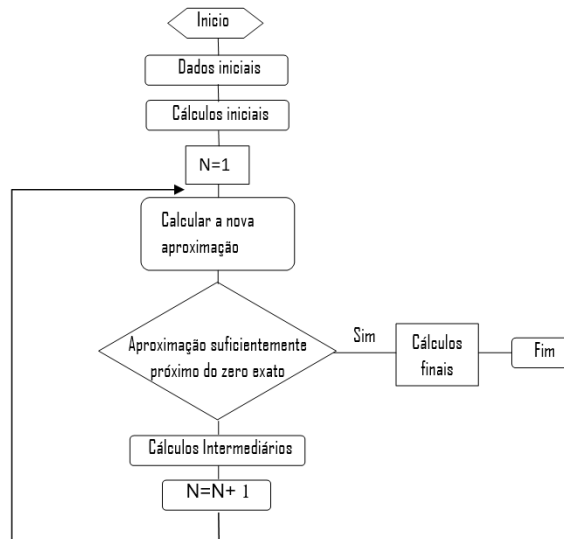 Inicio
Dados iniciais
Cálculos iniciais
N=1
Calcular a nova
aproximação
Aproximação suficientemente
próximo do zero exato
Sim
Cálculos
finais
Fim
Cálculos Intermediários
N=N+ 1